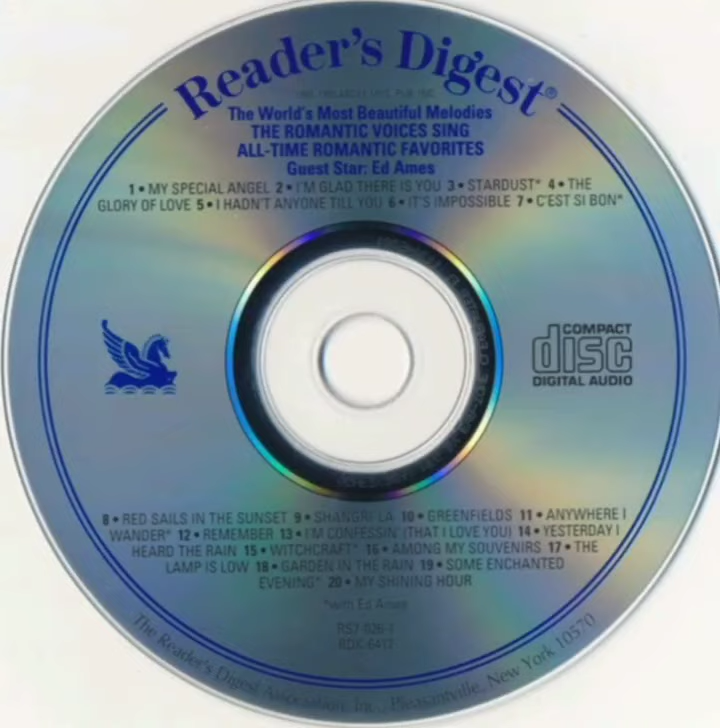 Reader's Digest®
The World's Most Beautiful Melodies
THE ROMANTIC VOICES SING
ALL-TIME ROMANTIC FAVORITES
Guest Star: Ed Ames
1 • MY SPECIAL ANGEL 2 • I'M GLAD THERE IS YOU 3 • STARDUST* 4 • THE
GLORY OF LOVE 5 • I HADN'T ANYONE TILL YOU 6 • IT'S IMPOSSIBLE 7 • C'EST SI BON*
COMPACT
disc
DIGITAL AUDIO
8 • RED SAILS IN THE SUNSET 9 • SHANGRI-LA 10 • GREENFIELDS 11 • ANYWHERE I
WANDER* 12 • REMEMBER 13 • I'M CONFESSIN' (THAT I LOVE YOU) 14 • YESTERDAY I
HEARD THE RAIN 15 • WITCHCRAFT* 16 • AMONG MY SOUVENIRS 17 • THE
LAMP IS LOW 18 • GARDEN IN THE RAIN 19 • SOME ENCHANTED
EVENING* 20 • MY SHINING HOUR
*with Ed Ames
The Reader's Digest Association, Inc., Pleasantville, New York 10570